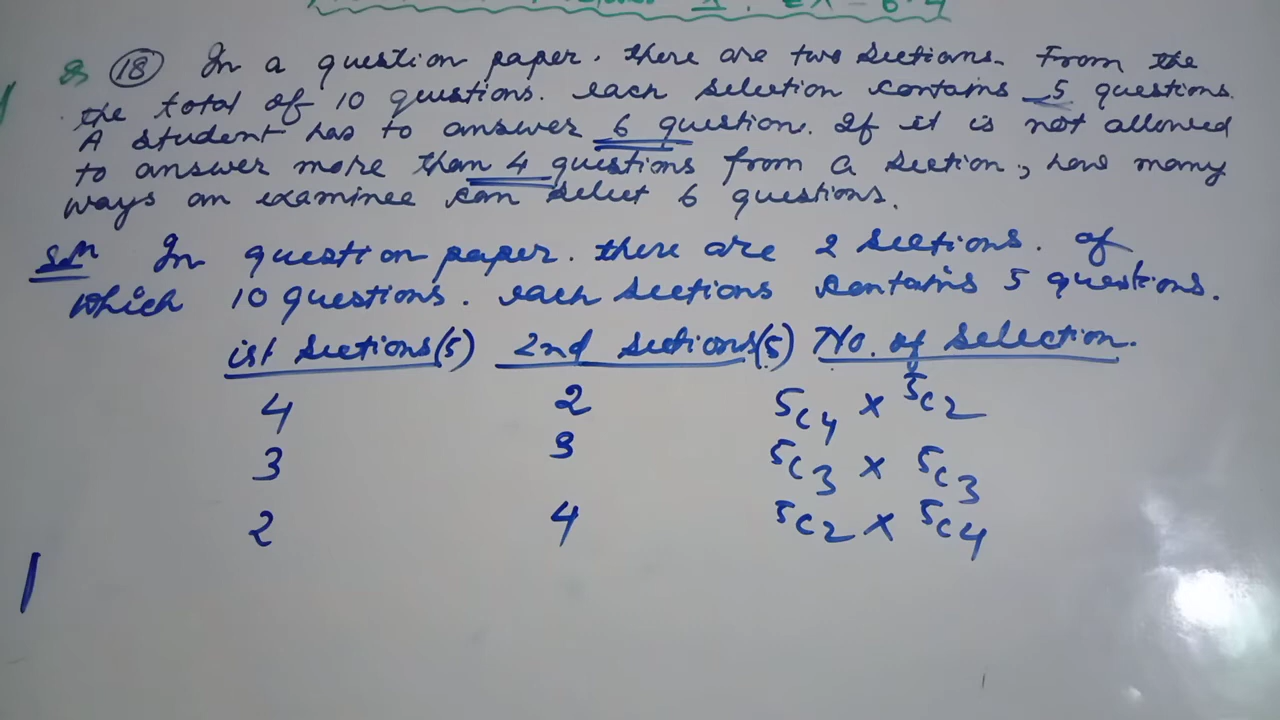 Q (18) In a question paper. there are two sections. From the
the total of 10 questions. each selection contains 5 questions.
A student has to answer 6 question. If it is not allowed
to answer more than 4 questions from a section, how many
ways an examinee can select 6 questions.
Soln In question paper. there are 2 sections. of
which 10 questions. each sections contains 5 questions.
ist sections(5) 2nd sections(5) No. of selection.
4 2 5c4 × 5c2
3 3 5c3 × 5c3
2 4 5c2 × 5c4